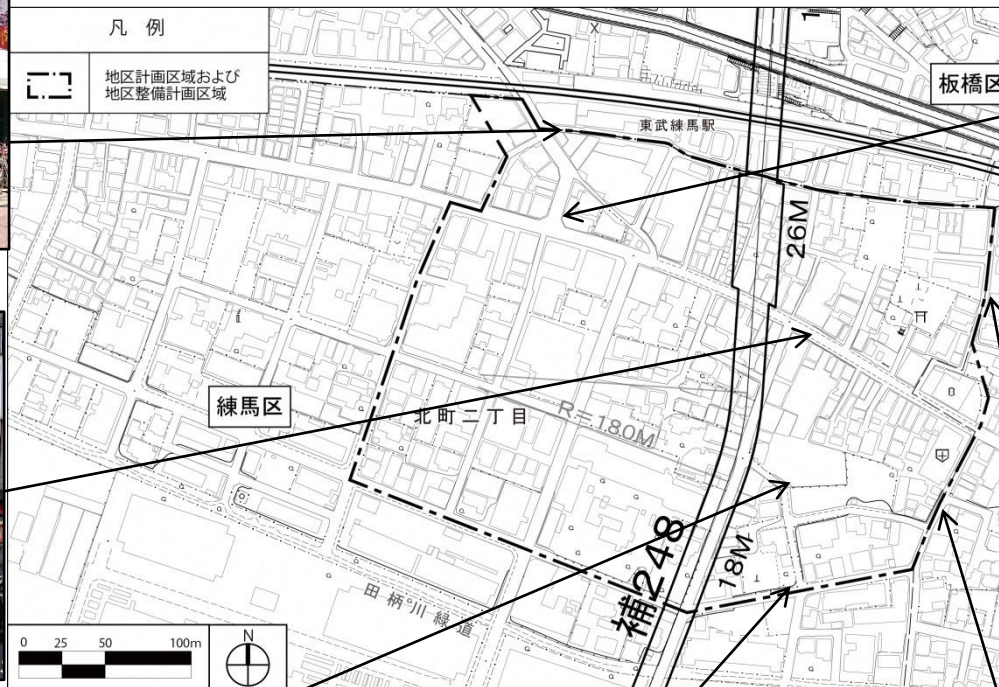 凡 例
地区計画区域および
地区整備計画区域
板橋区
東武練馬駅
26M
練馬区
北町二丁目
R=180M
補248
18M
田柄川緑道
0 25 50 100m
N